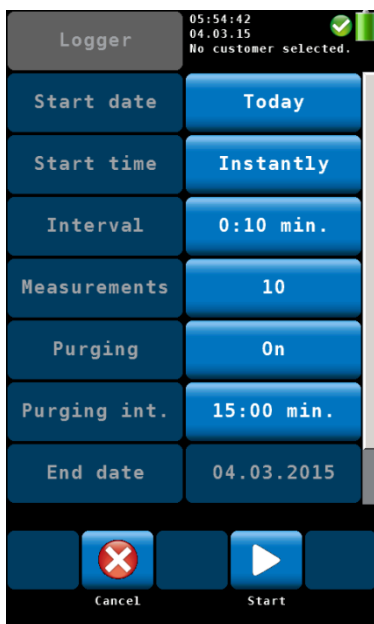 Logger
05:54:42
04.03.15
No customer selected.
Start date
Today
Start time
Instantly
Interval
0:10 min.
Measurements
10
Purging
On
Purging int.
15:00 min.
End date
04.03.2015
Cancel
Start